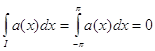 ∫_I a(x)dx = ∫_{-π}^{π} a(x)dx = 0